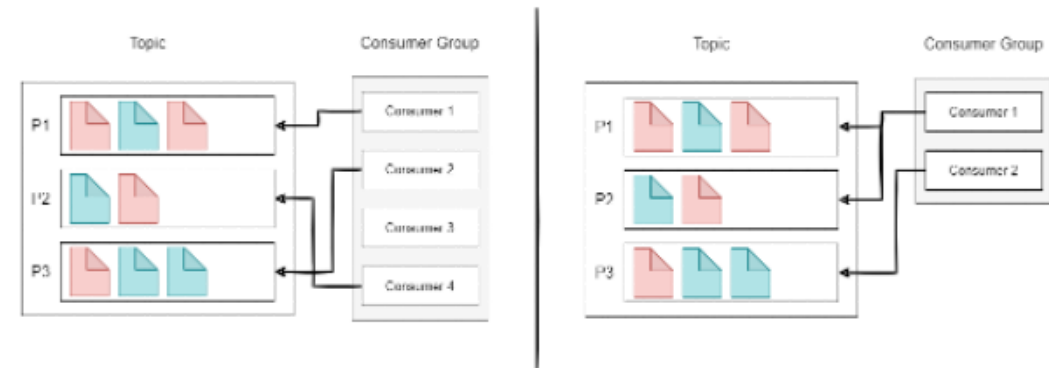 Topic
Consumer Group
P1
Consumer 1
Consumer 2
P2
Consumer 3
P3
Consumer 4
Topic
Consumer Group
P1
Consumer 1
Consumer 2
P2
P3